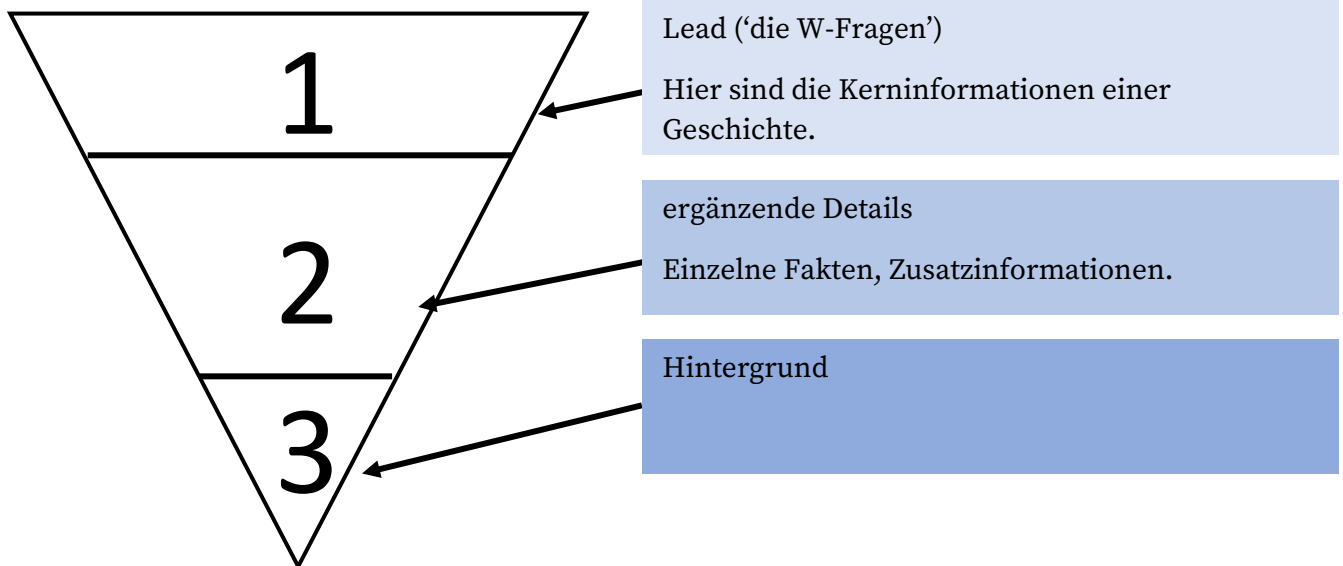 1
Lead (‘die W-Fragen’)
Hier sind die Kerninformationen einer
Geschichte.
2
ergänzende Details
Einzelne Fakten, Zusatzinformationen.
3
Hintergrund